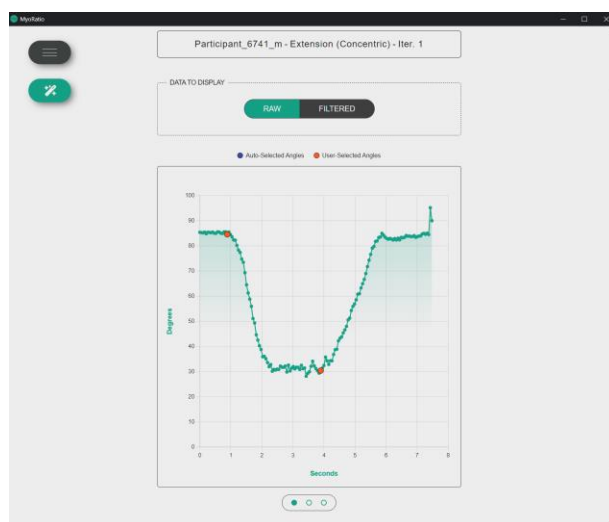 MyoRatio
Participant_6741_m - Extension (Concentric) - Iter. 1
DATA TO DISPLAY
RAW
FILTERED
Auto-Selected Angles
User-Selected Angles
100
90
80
70
60
50
40
30
20
10
0
Degrees
0 1 2 3 4 5 6 7 8
Seconds